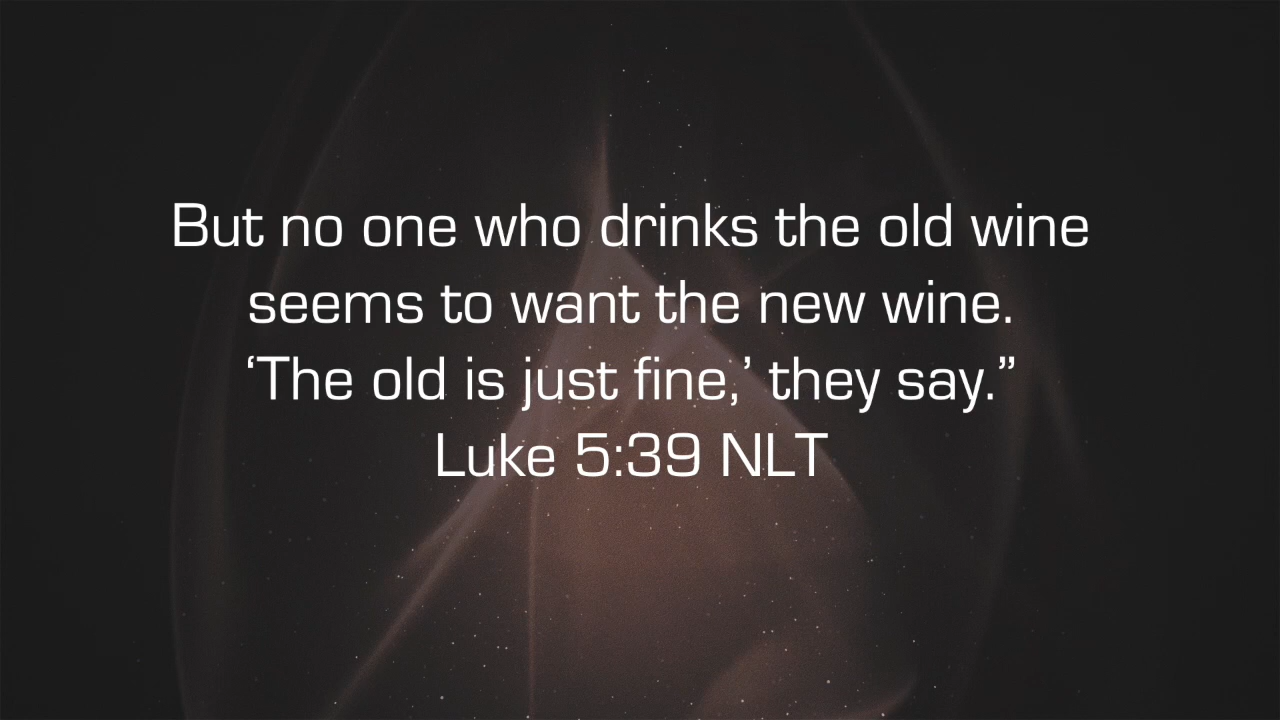 But no one who drinks the old wine
seems to want the new wine.
‘The old is just fine,’ they say.”
Luke 5:39 NLT